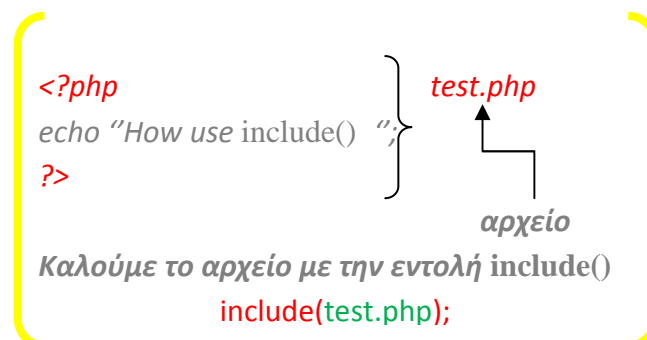 <?php
test.php
echo ‘’How use include() ‘’;
?>
αρχείο
Καλούμε το αρχείο με την εντολή include()
include(test.php);